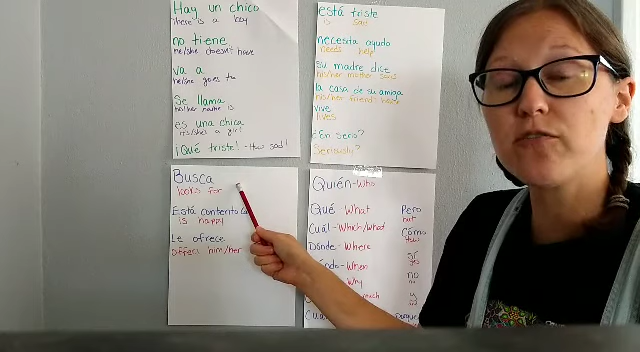 Hay un chico
there is a boy
no tiene
he/she doesn't have
va a
he/she goes to
Se llama
his/her name is
es una chica
it's/she's a girl
¡Qué triste! - How sad!
está triste
is sad
necesita ayuda
needs help
su madre dice
his/her mother says
la casa de su amiga
his/her friend's house
vive
lives
¿En serio?
Seriously?
Busca
looks for
Está contento
is happy
Le ofrece
offers him/her
Quién - Who
Qué What
Cuál - Which/What
Dónde - Where
When
Why
Pero
but
Cómo
how
sí
yes
no
no
y
and